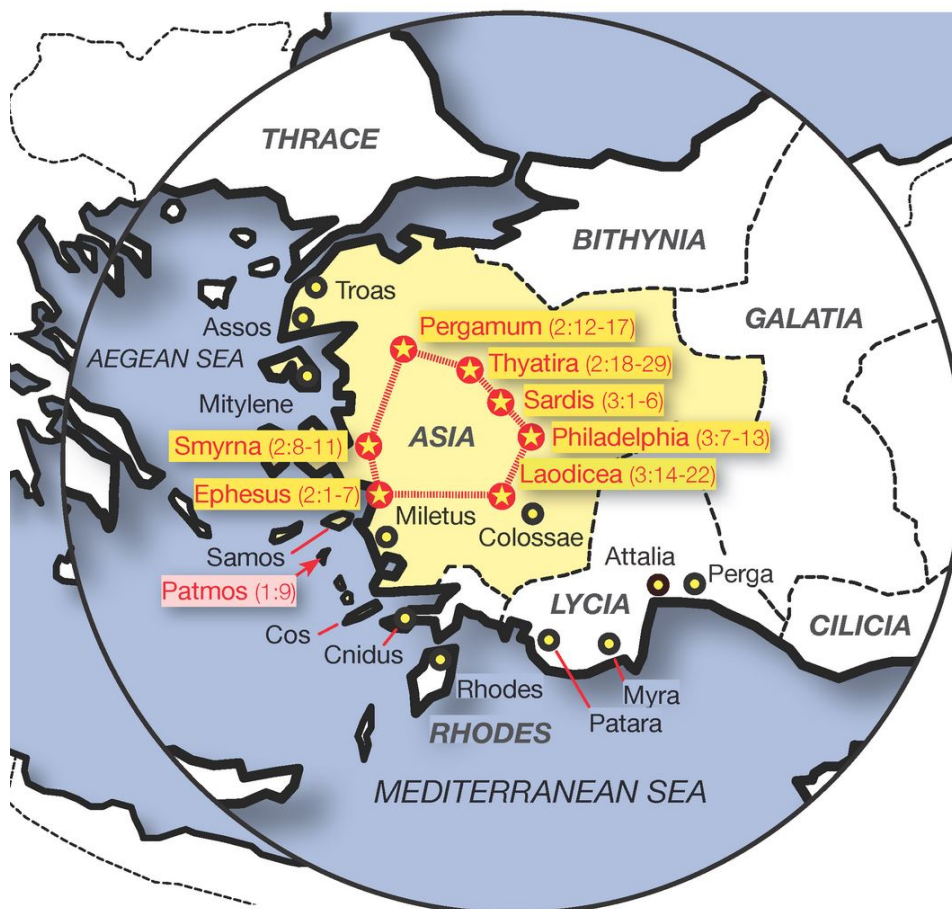 THRACE
BITHYNIA
Troas
GALATIA
Assos
Pergamum (2:12-17)
AEGEAN SEA
Thyatira (2:18-29)
Mitylene
Sardis (3:1-6)
ASIA
Smyrna (2:8-11)
Philadelphia (3:7-13)
Laodicea (3:14-22)
Ephesus (2:1-7)
Miletus
Colossae
Samos
Attalia
Perga
Patmos (1:9)
LYCIA
CILICIA
Cos
Cnidus
Rhodes
Myra
Patara
RHODES
MEDITERRANEAN SEA